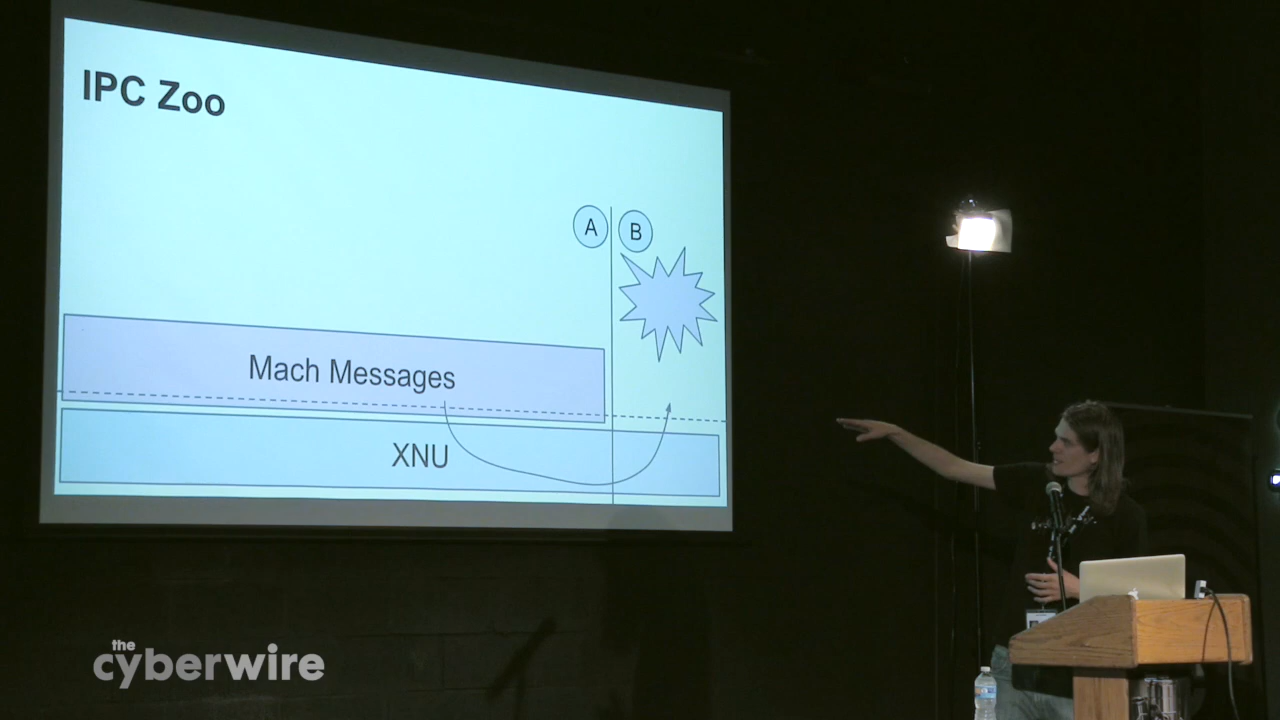 IPC Zoo
A
B
Mach Messages
XNU
the
cyberwire